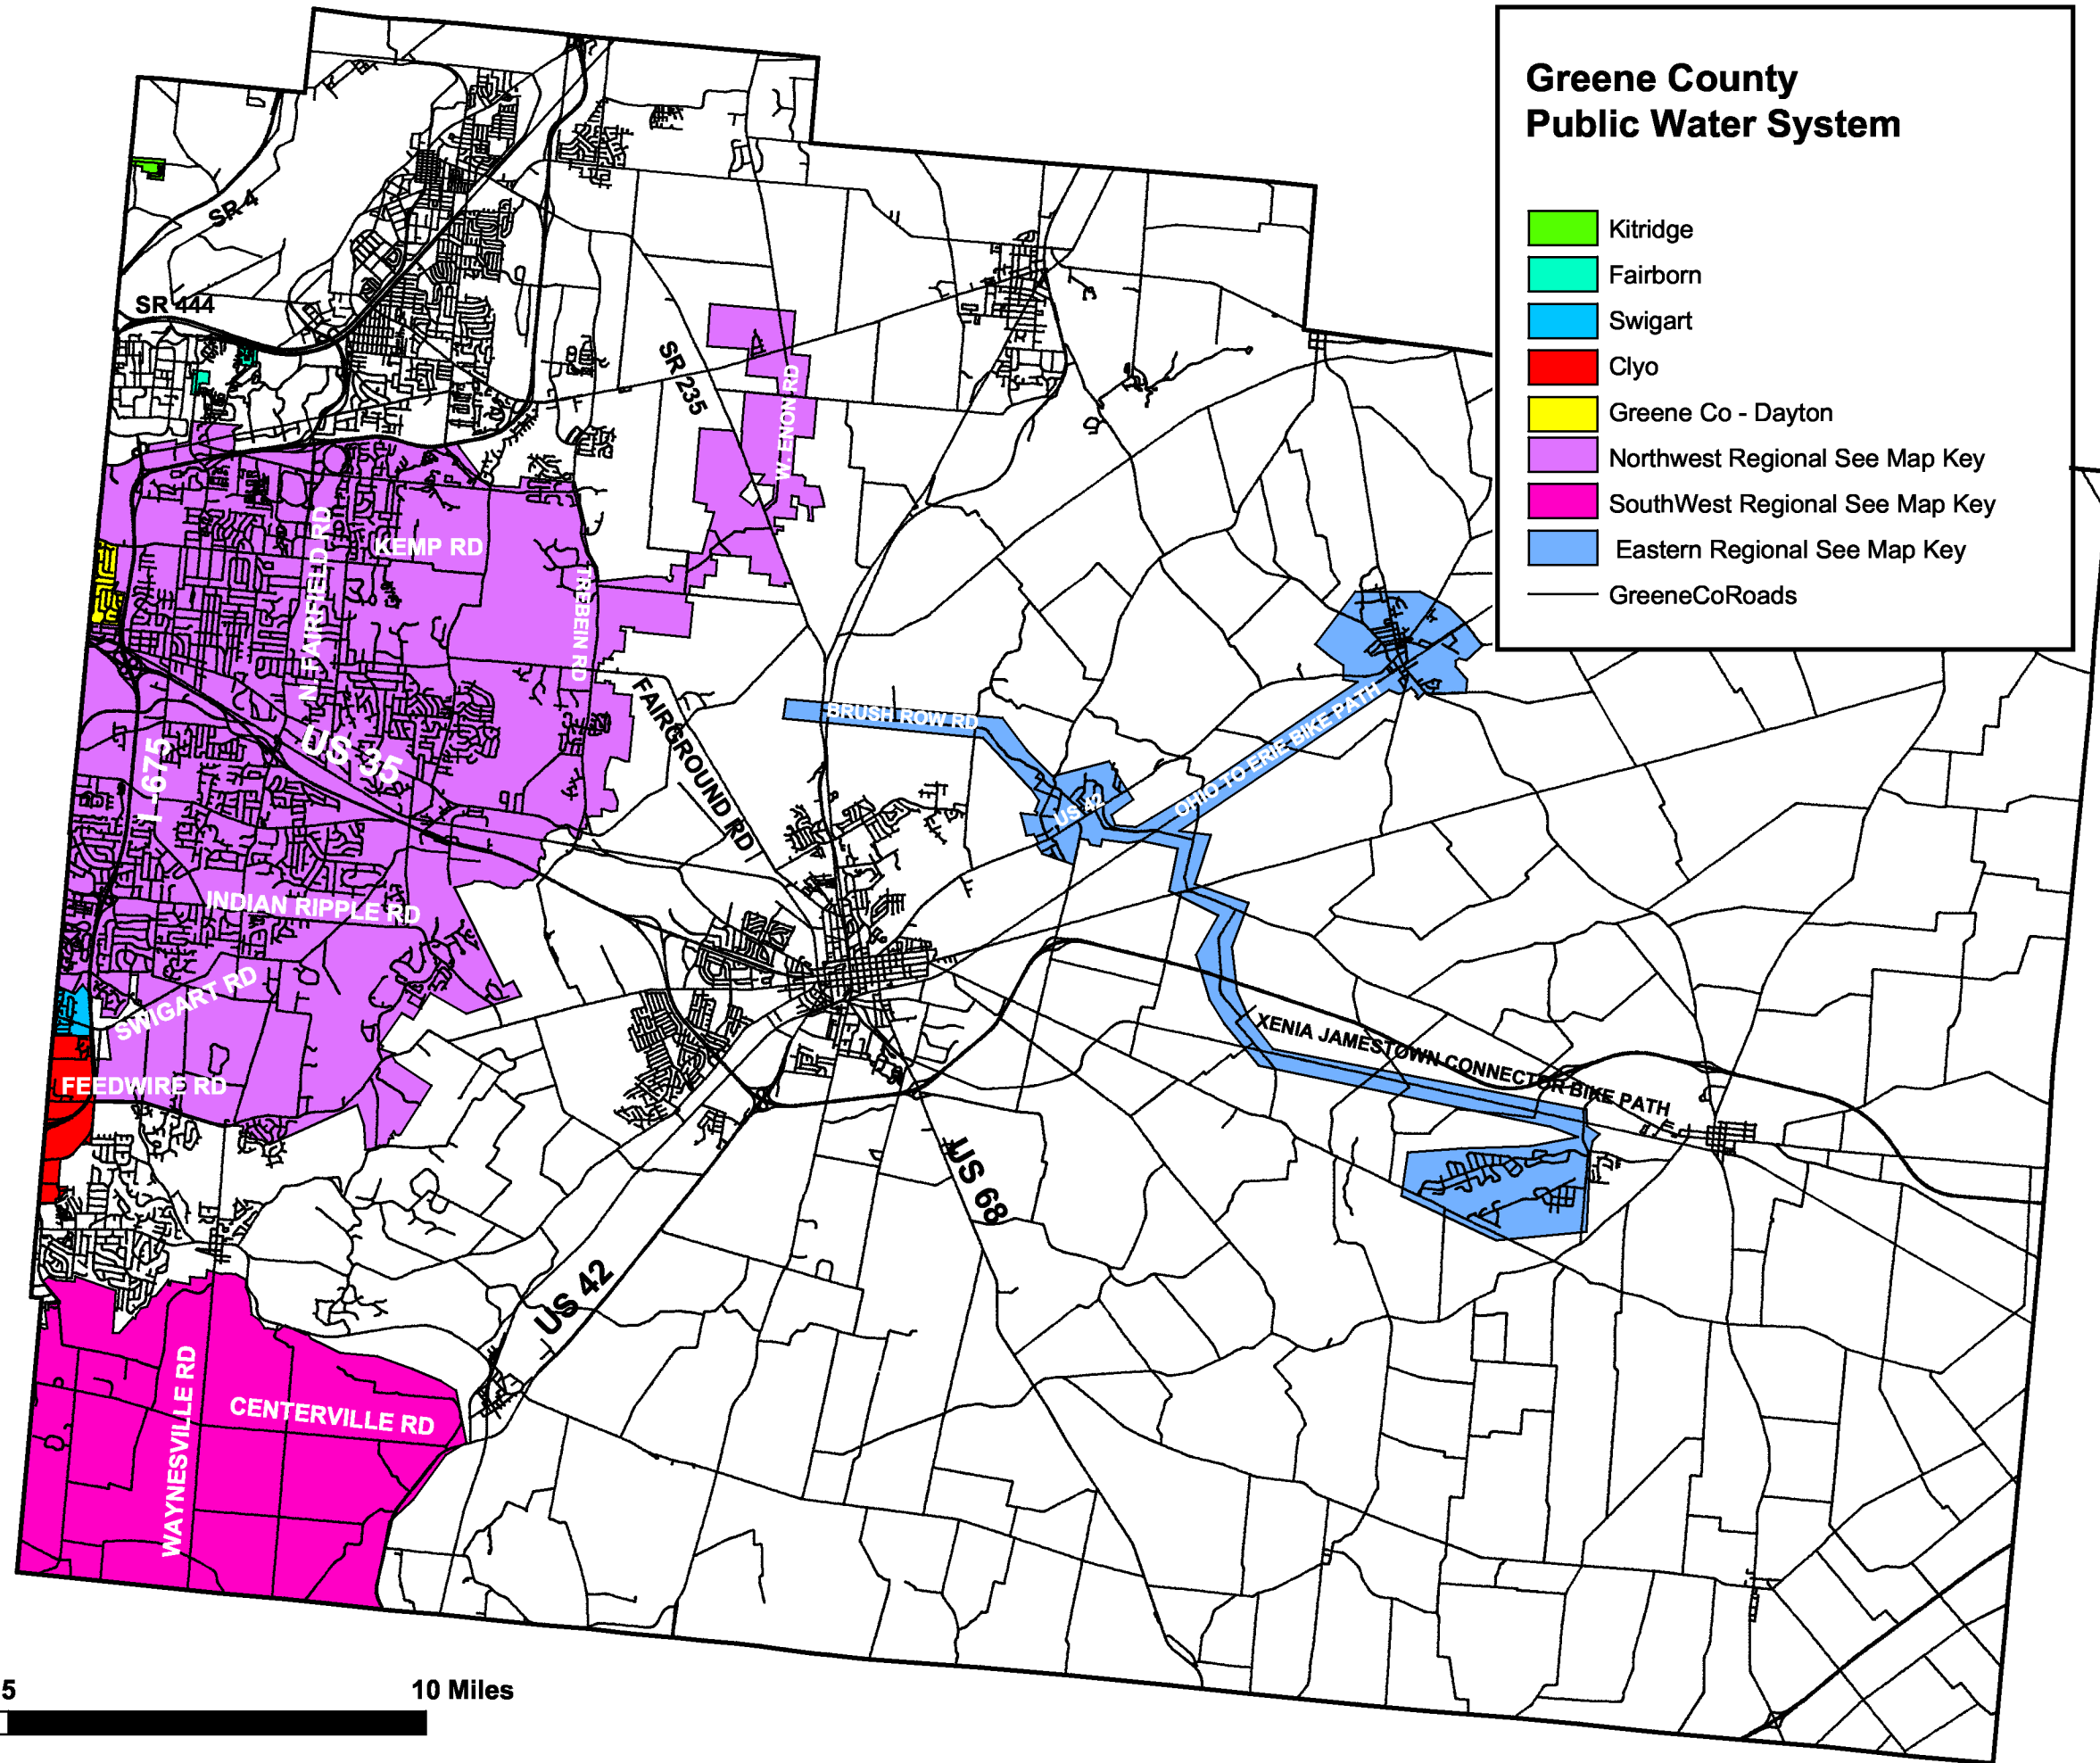 Greene County
Public Water System
Kitridge
Fairborn
Swigart
Clyo
Greene Co - Dayton
Northwest Regional See Map Key
SouthWest Regional See Map Key
Eastern Regional See Map Key
GreeneCoRoads
SR 4
SR 444
SR 235
W. ENON RD
KEMP RD
N. FAIRFIELD RD
TREBEIN RD
FAIRGROUND RD
BRUSH ROW RD
OHIO TO ERIE BIKE PATH
US 42
US 35
I-675
INDIAN RIPPLE RD
SWIGART RD
FEEDWIRE RD
XENIA JAMESTOWN CONNECTOR BIKE PATH
US 68
US 42
WAYNESVILLE RD
CENTERVILLE RD
5
10 Miles